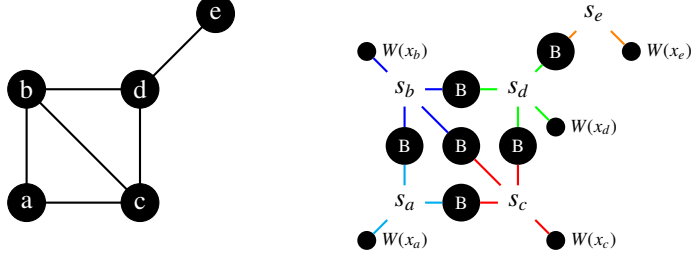 e
b
d
a
c
s_e
W(x_b)
B
W(x_e)
s_b
B
s_d
W(x_d)
B
B
B
s_a
B
s_c
W(x_a)
W(x_c)